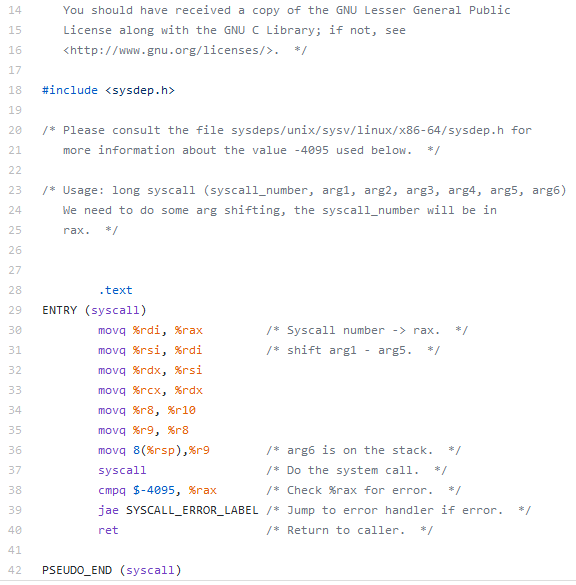 14 You should have received a copy of the GNU Lesser General Public
15 License along with the GNU C Library; if not, see
16 <http://www.gnu.org/licenses/>.  */
17
18 #include <sysdep.h>
19
20 /* Please consult the file sysdeps/unix/sysv/linux/x86-64/sysdep.h for
21 more information about the value -4095 used below.  */
22
23 /* Usage: long syscall (syscall_number, arg1, arg2, arg3, arg4, arg5, arg6)
24 We need to do some arg shifting, the syscall_number will be in
25 rax.  */
26
27
28 .text
29 ENTRY (syscall)
30 movq %rdi, %rax /* Syscall number -> rax.  */
31 movq %rsi, %rdi /* shift arg1 - arg5.  */
32 movq %rdx, %rsi
33 movq %rcx, %rdx
34 movq %r8, %r10
35 movq %r9, %r8
36 movq 8(%rsp),%r9 /* arg6 is on the stack.  */
37 syscall /* Do the system call.  */
38 cmpq $-4095, %rax /* Check %rax for error.  */
39 jae SYSCALL_ERROR_LABEL /* Jump to error handler if error.  */
40 ret /* Return to caller.  */
41
42 PSEUDO_END (syscall)